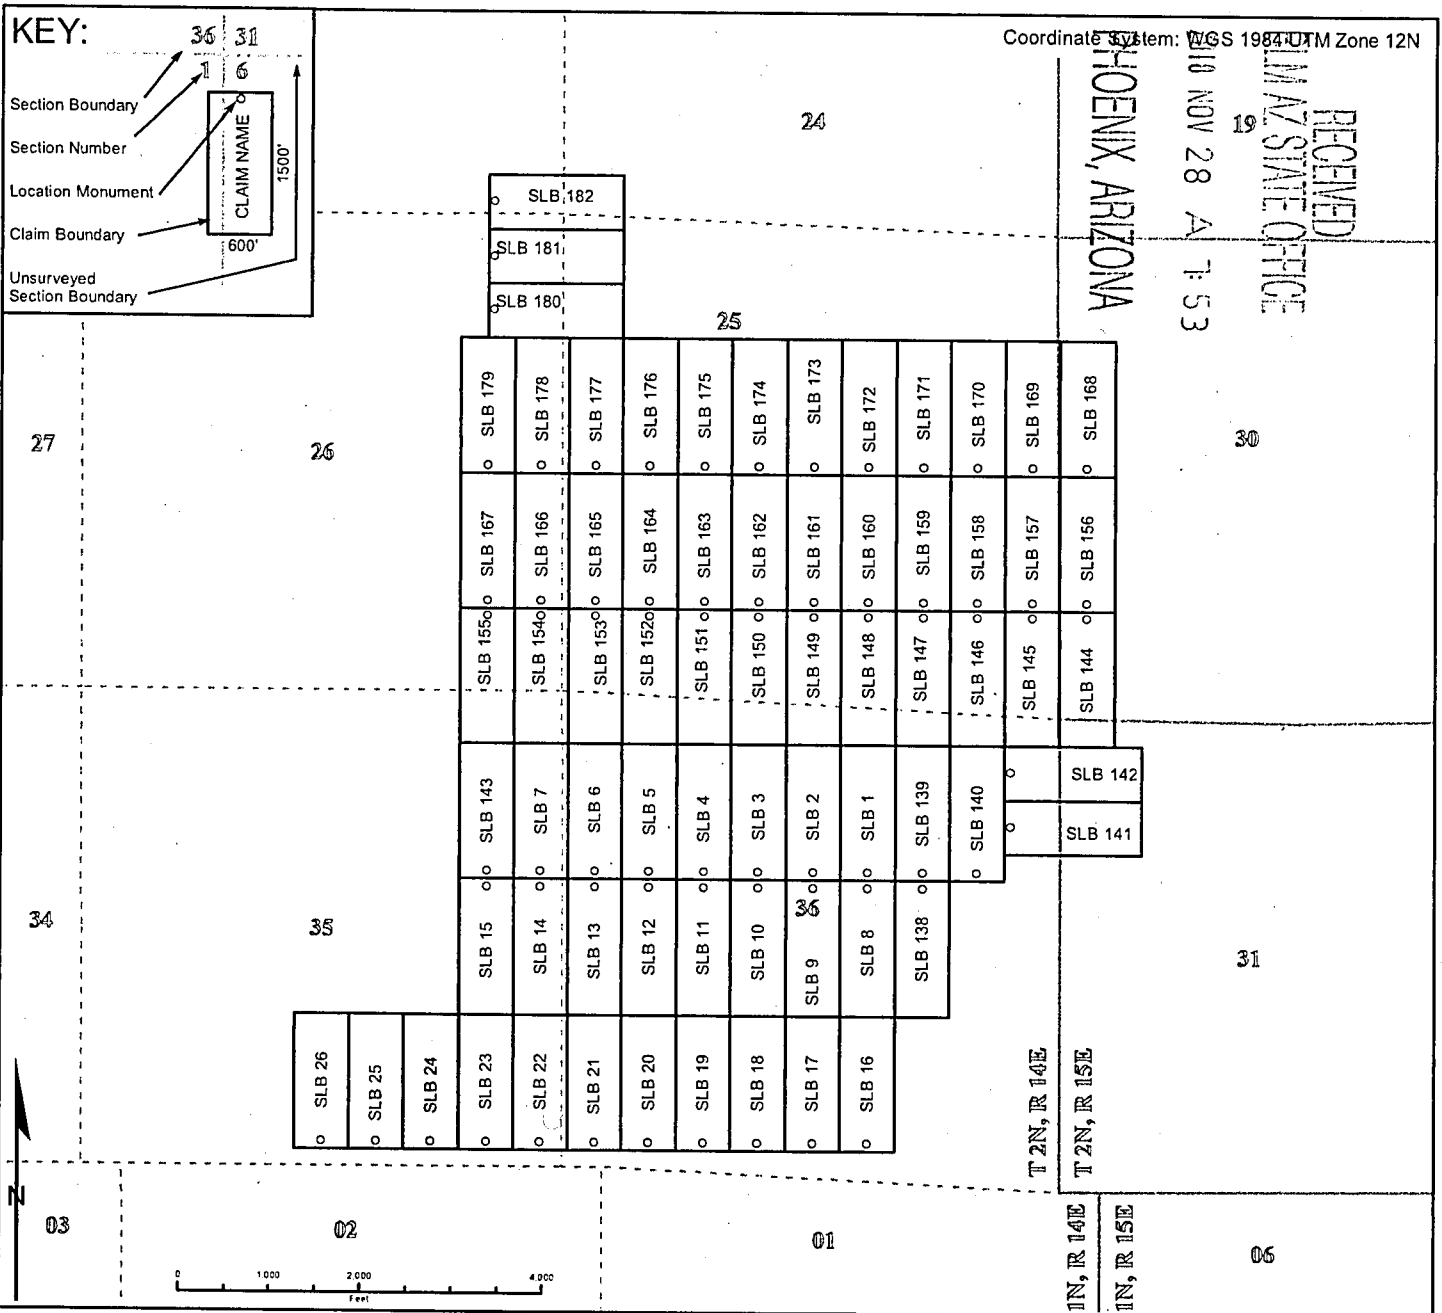 KEY:
36 31
1 6
Section Boundary
Section Number
Location Monument
Claim Boundary
Unsurveyed
Section Boundary
CLAIM NAME
1500'
600'
Coordinate System: WGS 1984 UTM Zone 12N
RECEIVED
BLM AZ STATE OFFICE
NOV 28 A 7:53
PHOENIX, ARIZONA
24
19
SLB 182
SLB 181
SLB 180
25
27
26
30
SLB 179
SLB 178
SLB 177
SLB 176
SLB 175
SLB 174
SLB 173
SLB 172
SLB 171
SLB 170
SLB 169
SLB 168
SLB 167
SLB 166
SLB 165
SLB 164
SLB 163
SLB 162
SLB 161
SLB 160
SLB 159
SLB 158
SLB 157
SLB 156
SLB 155
SLB 154
SLB 153
SLB 152
SLB 151
SLB 150
SLB 149
SLB 148
SLB 147
SLB 146
SLB 145
SLB 144
SLB 143
SLB 7
SLB 6
SLB 5
SLB 4
SLB 3
SLB 2
SLB 1
SLB 139
SLB 140
SLB 142
SLB 141
34
35
36
31
SLB 15
SLB 14
SLB 13
SLB 12
SLB 11
SLB 10
SLB 9
SLB 8
SLB 138
SLB 26
SLB 25
SLB 24
SLB 23
SLB 22
SLB 21
SLB 20
SLB 19
SLB 18
SLB 17
SLB 16
T 2N, R 14E
T 2N, R 15E
N
03
02
01
06
1N, R 14E
1N, R 15E
0 1,000 2,000 4,000
Feet